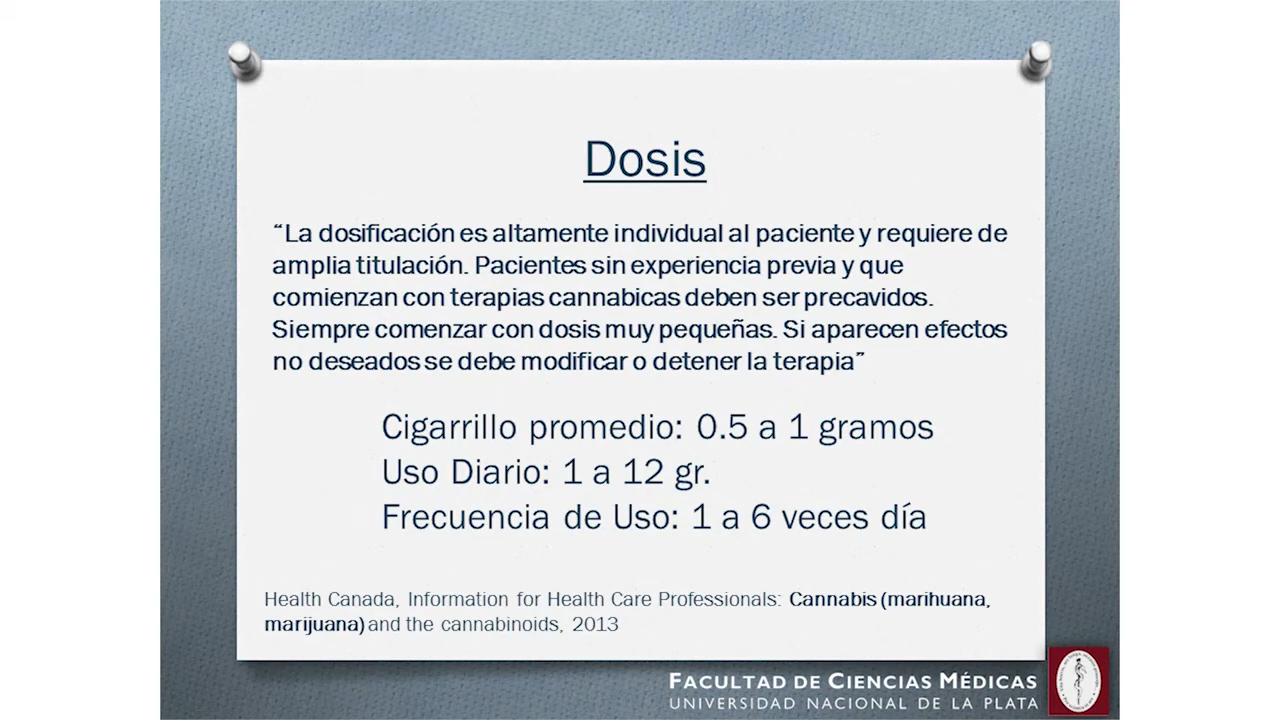 Dosis
“La dosificación es altamente individual al paciente y requiere de
amplia titulación. Pacientes sin experiencia previa y que
comienzan con terapias cannabicas deben ser precavidos.
Siempre comenzar con dosis muy pequeñas. Si aparecen efectos
no deseados se debe modificar o detener la terapia”
Cigarrillo promedio: 0.5 a 1 gramos
Uso Diario: 1 a 12 gr.
Frecuencia de Uso: 1 a 6 veces día
Health Canada, Information for Health Care Professionals: Cannabis (marihuana,
marijuana) and the cannabinoids, 2013
FACULTAD DE CIENCIAS MÉDICAS
UNIVERSIDAD NACIONAL DE LA PLATA